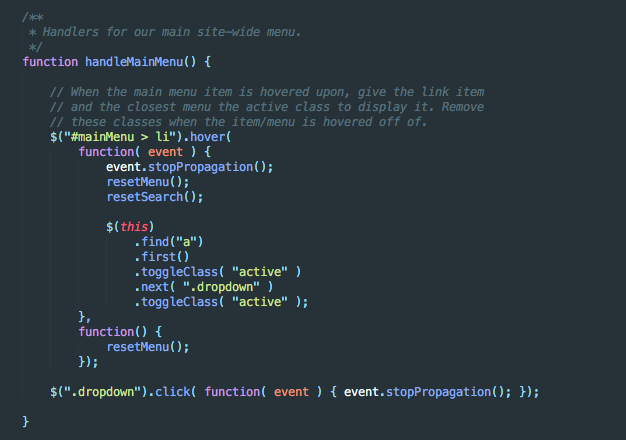 /**
 * Handlers for our main site-wide menu.
 */
function handleMainMenu() {

    // When the main menu item is hovered upon, give the link item
    // and the closest menu the active class to display it. Remove
    // these classes when the item/menu is hovered off of.
    $("#mainMenu > li").hover(
        function( event ) {
            event.stopPropagation();
            resetMenu();
            resetSearch();

            $(this)
                .find("a")
                .first()
                .toggleClass( "active" )
                .next( ".dropdown" )
                .toggleClass( "active" );
        },
        function() {
            resetMenu();
        });

    $(".dropdown").click( function( event ) { event.stopPropagation(); });

}